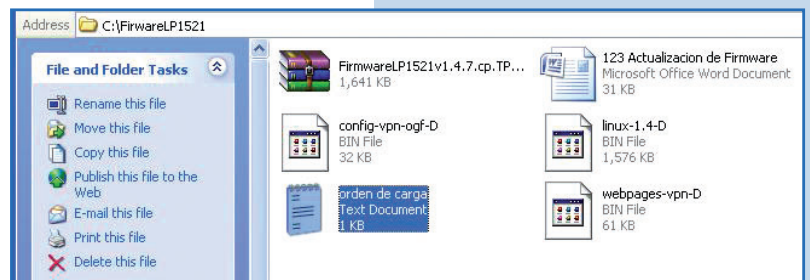 Address C:\FirwareLP1521
File and Folder Tasks
Rename this file
Move this file
Copy this file
Publish this file to the
Web
E-mail this file
Print this file
Delete this file
FirmwareLP1521v1.4.7.cp.TP...
1,641 KB
123 Actualizacion de Firmware
Microsoft Office Word Document
31 KB
config-vpn-ogf-D
BIN File
32 KB
linux-1.4-D
BIN File
1,576 KB
orden de carga
Text Document
1 KB
webpages-vpn-D
BIN File
61 KB